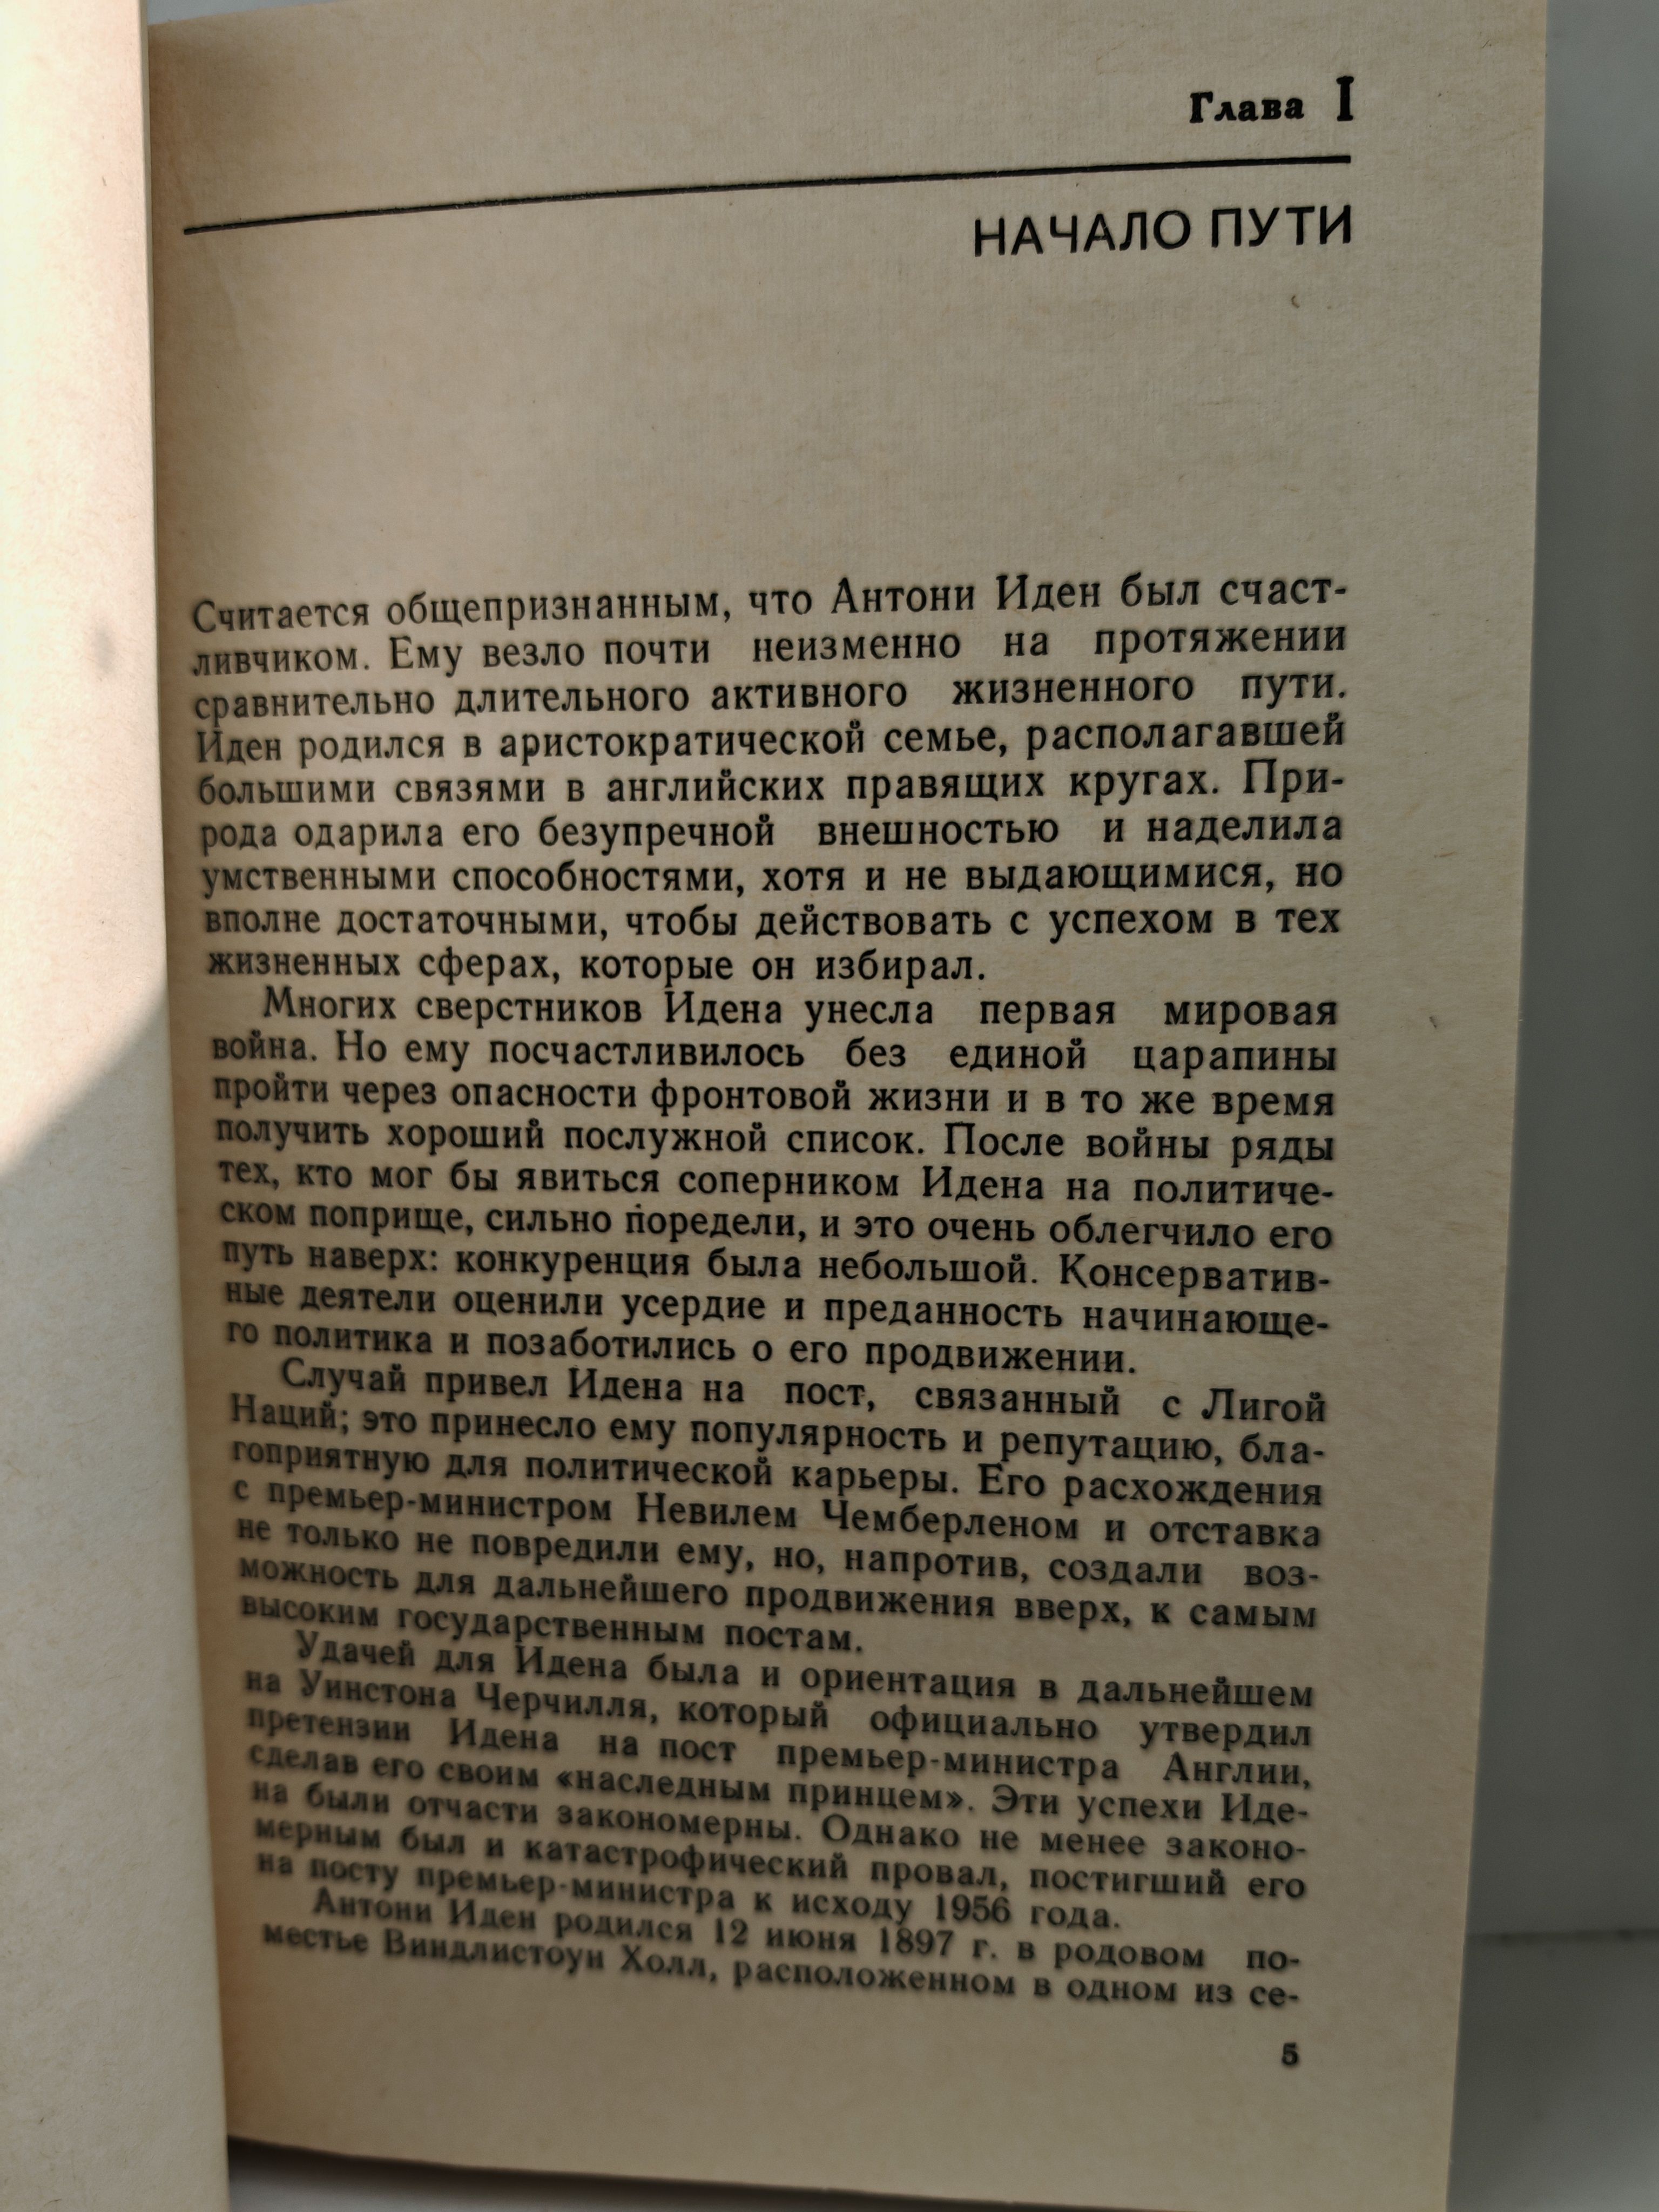 Глава I
НАЧАЛО ПУТИ
Считается общепризнанным, что Антони Иден был счаст-
ливчиком. Ему везло почти неизменно на протяжении
сравнительно длительного активного жизненного пути.
Иден родился в аристократической семье, располагавшей
большими связями в английских правящих кругах. При-
рода одарила его безупречной внешностью и наделила
умственными способностями, хотя и не выдающимися, но
вполне достаточными, чтобы действовать с успехом в тех
жизненных сферах, которые он избирал.
Многих сверстников Идена унесла первая мировая
война. Но ему посчастливилось без единой царапины
пройти через опасности фронтовой жизни и в то же время
получить хороший послужной список. После войны ряды
тех, кто мог бы явиться соперником Идена на политиче-
ском поприще, сильно поредели, и это очень облегчило его
путь наверх: конкуренция была небольшой. Консерватив-
ные деятели оценили усердие и преданность начинающе-
го политика и позаботились о его продвижении.
Случай привел Идена на пост, связанный с Лигой
Наций; это принесло ему популярность и репутацию, бла-
гоприятную для политической карьеры. Его расхождения
с премьер-министром Невилем Чемберленом и отставка
не только не повредили ему, но, напротив, создали воз-
можность для дальнейшего продвижения вверх, к самым
высоким государственным постам.
Удачей для Идена была и ориентация в дальнейшем
на Уинстона Черчилля, который официально утвердил
претензии Идена на пост премьер-министра Англии,
сделав его своим «наследным принцем». Эти успехи Иде-
на были отчасти закономерны. Однако не менее законо-
мерным был и катастрофический провал, постигший его
на посту премьер-министра к исходу 1956 года.
Антони Иден родился 12 июня 1897 г. в родовом по-
местье Виндлистоун Холл, расположенном в одном из се-
5